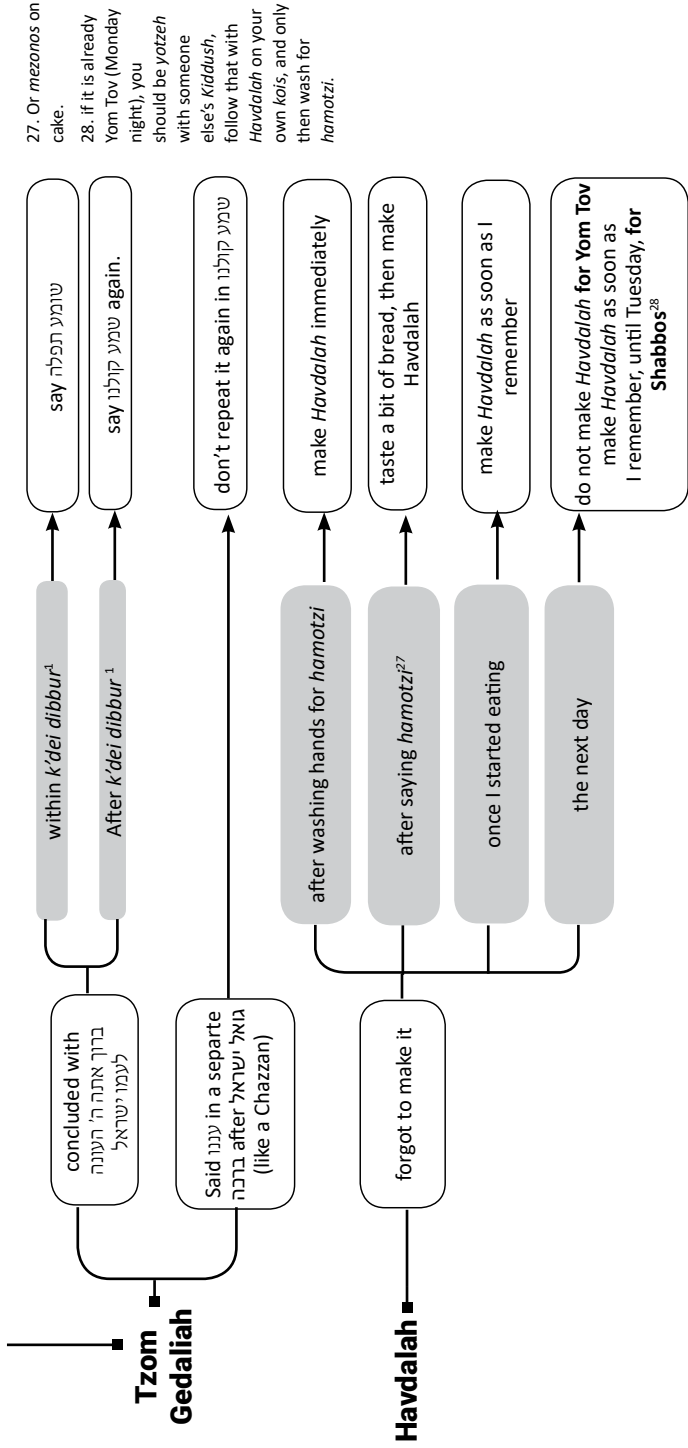 Tzom
Gedaliah
concluded with
ברוך אתה ה' העונה
לעמו ישראל
within k'dei dibbur¹
say שומע תפלה
After k'dei dibbur ¹
say שמע קולנו again.
Said עננו in a separte
ברכה after גואל ישראל
(like a Chazzan)
don't repeat it again in שמע קולנו
Havdalah
forgot to make it
after washing hands for hamotzi
make Havdalah immediately
after saying hamotzi²⁷
taste a bit of bread, then make
Havdalah
once I started eating
make Havdalah as soon as I
remember
the next day
do not make Havdalah for Yom Tov
make Havdalah as soon as
I remember, until Tuesday, for
Shabbos²⁸
27. Or mezonos on
cake.
28. if it is already
Yom Tov (Monday
night), you
should be yotzeh
with someone
else's Kiddush,
follow that with
Havdalah on your
own kais, and only
then wash for
hamotzi.